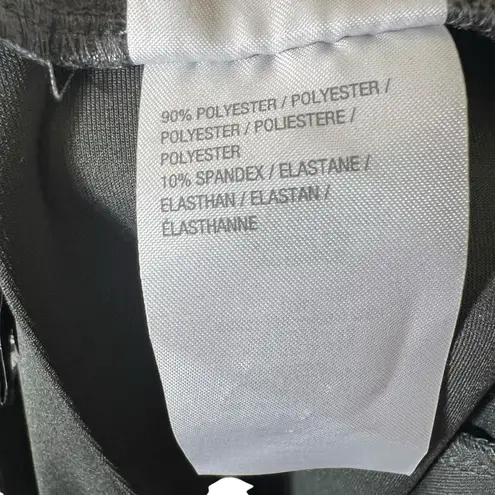 90% POLYESTER / POLYESTER /
POLYESTER / POLIESTERE /
POLYESTER
10% SPANDEX / ELASTANE /
ELASTHAN / ELASTAN /
ÉLASTHANNE